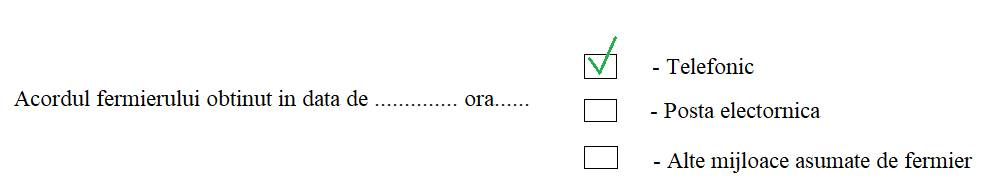 - Telefonic
Acordul fermierului obtinut in data de .............. ora......
- Posta electornica
- Alte mijloace asumate de fermier